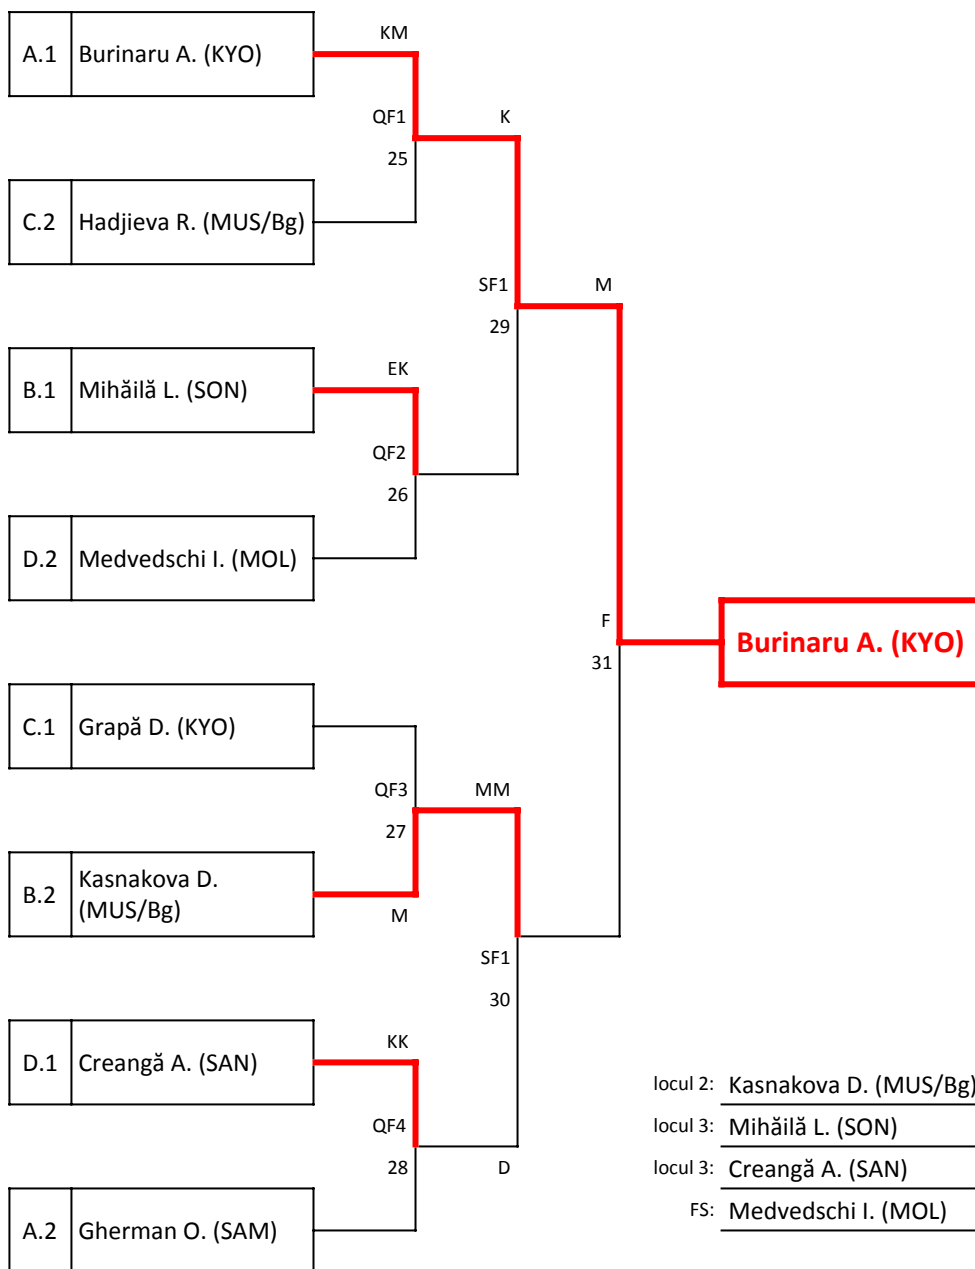 KM
A.1 Burinaru A. (KYO)
QF1 K
25
C.2 Hadjieva R. (MUS/Bg)
SF1 M
29
EK
B.1 Mihăilă L. (SON)
QF2
26
D.2 Medvedschi I. (MOL)
F
31
Burinaru A. (KYO)
C.1 Grapă D. (KYO)
QF3 MM
27
B.2 Kasnakova D.
(MUS/Bg)
M
SF1
30
KK
D.1 Creangă A. (SAN)
QF4
28 D
A.2 Gherman O. (SAM)
locul 2: Kasnakova D. (MUS/Bg)
locul 3: Mihăilă L. (SON)
locul 3: Creangă A. (SAN)
FS: Medvedschi I. (MOL)